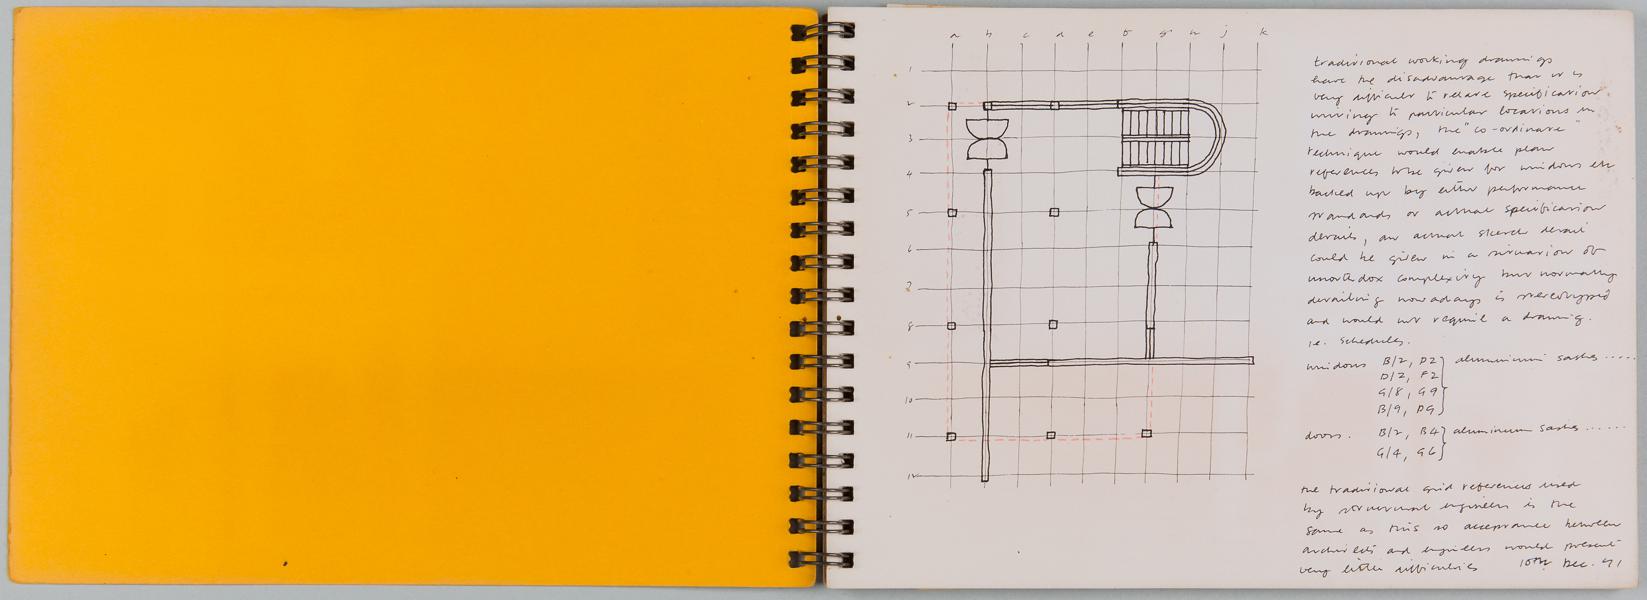 a b c d e f g h j k
1
2
3
4
5
6
7
8
9
10
11
12
traditional working drawings
have the disadvantage that it is
very difficult to relate specification
writing to particular locations in
the drawings, the "co-ordinate"
technique would enable plan
references to be given for windows etc
backed up by either performance
standards or actual specification
details, an actual sketch detail
could be given in a situation of
unorthodox complexity but normally
detailing nowadays is stereotyped
and would not require a drawing.
ie. schedules.
windows B/2, D2} aluminium sashes .....
D/2, F2
G/8, G9
B/9, D9
doors. B/2, B4} aluminium sashes ......
G/4, G6
the traditional grid references used
by structural engineers is the
same as this so acceptance between
architects and engineers would present
very little difficulties 10th Dec. 71